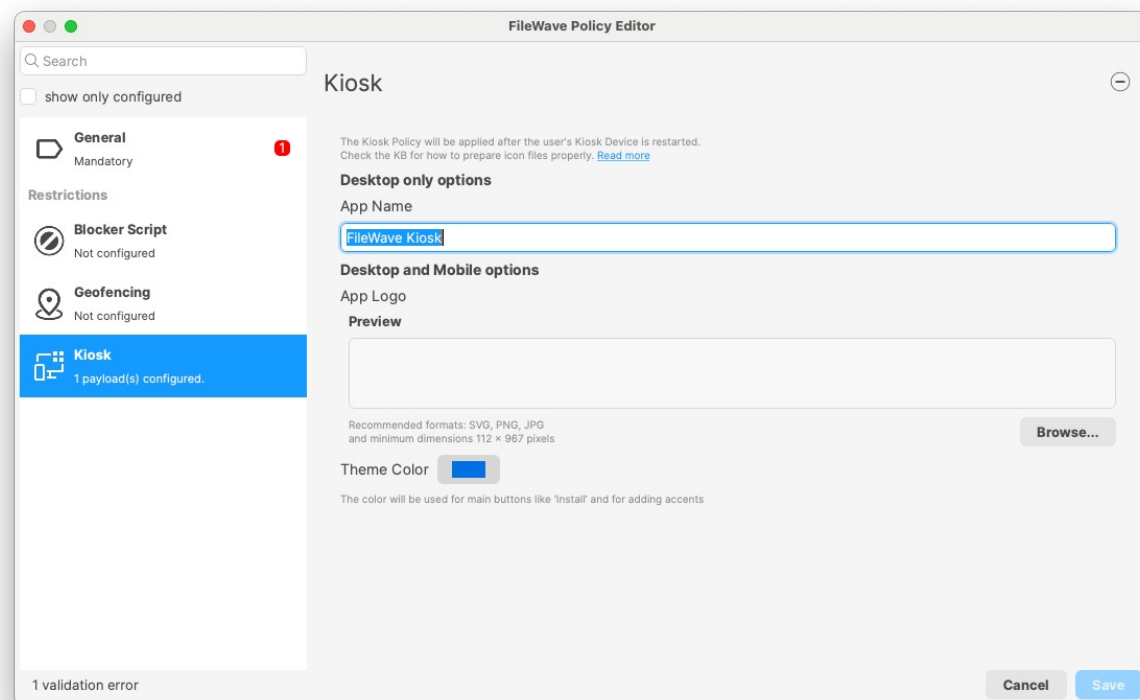 FileWave Policy Editor
Search
show only configured
General
Mandatory
1
Restrictions
Blocker Script
Not configured
Geofencing
Not configured
Kiosk
1 payload(s) configured.
1 validation error
Kiosk
The Kiosk Policy will be applied after the user's Kiosk Device is restarted.
Check the KB for how to prepare icon files properly. Read more
Desktop only options
App Name
FileWave Kiosk
Desktop and Mobile options
App Logo
Preview
Recommended formats: SVG, PNG, JPG
and minimum dimensions 112 × 967 pixels
Browse...
Theme Color
The color will be used for main buttons like 'Install' and for adding accents
Cancel
Save